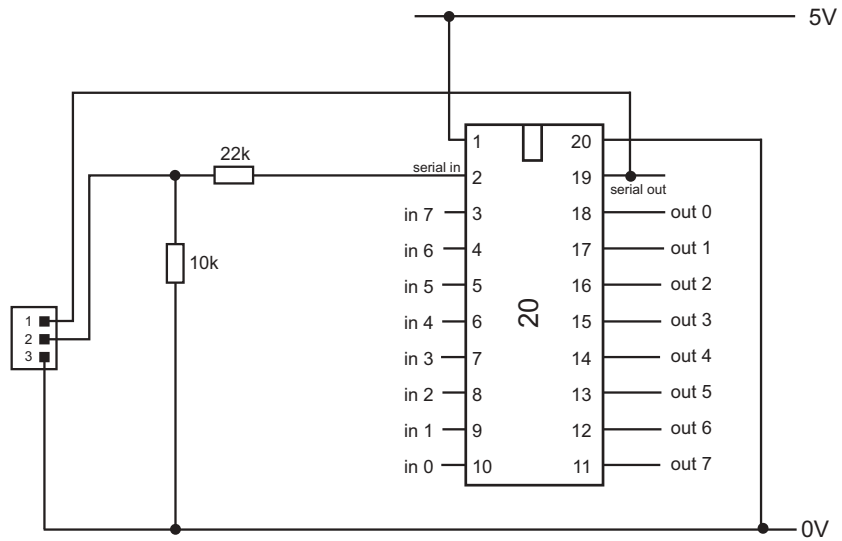 5V
22k
1
20
serial in
2
19
serial out
in 7
3
18
out 0
in 6
4
17
out 1
10k
in 5
5
16
out 2
1
in 4
6
20
15
out 3
2
3
in 3
7
14
out 4
in 2
8
13
out 5
in 1
9
12
out 6
in 0
10
11
out 7
0V